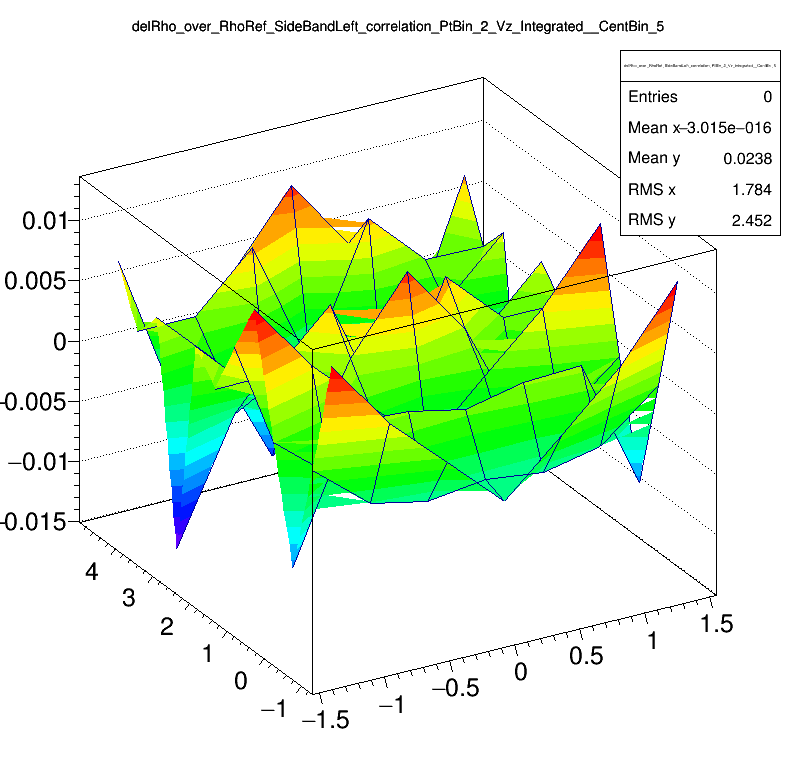 delRho_over_RhoRef_SideBandLeft_correlation_PtBin_2_Vz_Integrated__CentBin_5
delRho_over_RhoRef_SideBandLeft_correlation_PtBin_2_Vz_Integrated__CentBin_5
Entries 0
Mean x−3.015e−016
Mean y 0.0238
RMS x 1.784
RMS y 2.452
0.01
0.005
0
−0.005
−0.01
−0.015
4
3
2
1
0
−1
−1.5
−1
−0.5
0
0.5
1
1.5